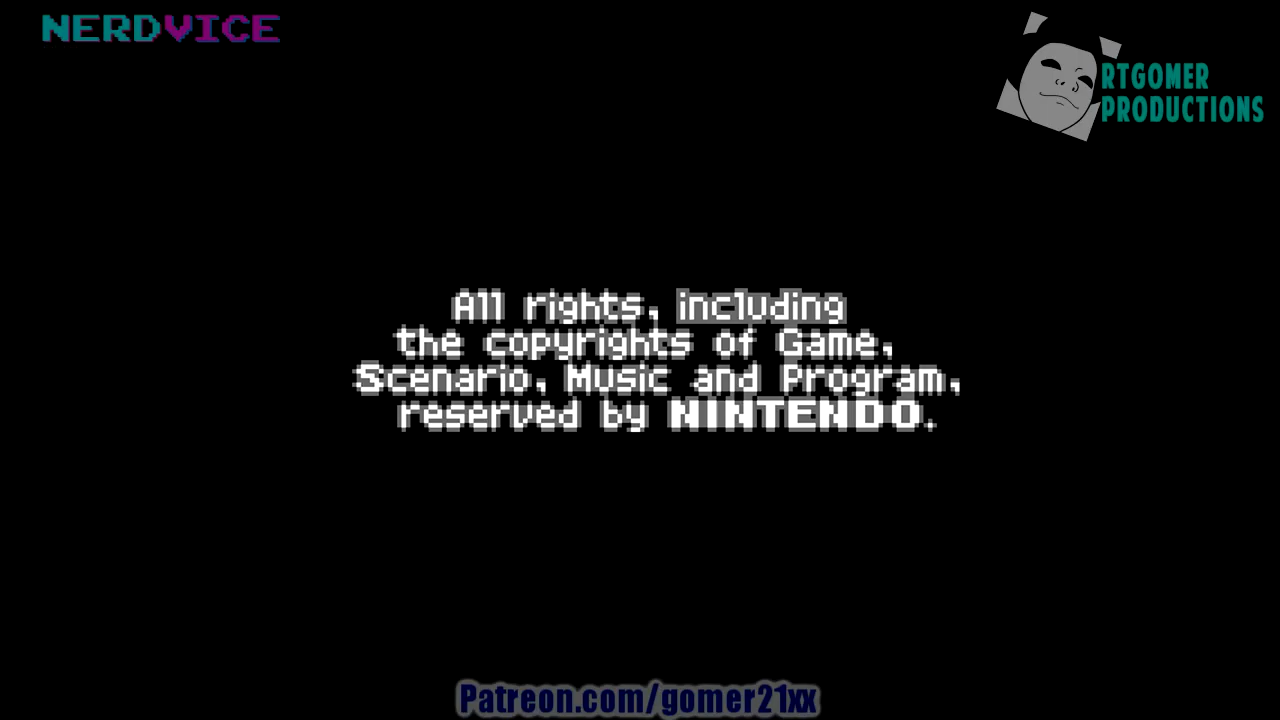 NERDVICE
RTGOMER
PRODUCTIONS
All rights, including
the copyrights of Game,
Scenario, Music and Program,
reserved by NINTENDO.
Patreon.com/gomer21xx